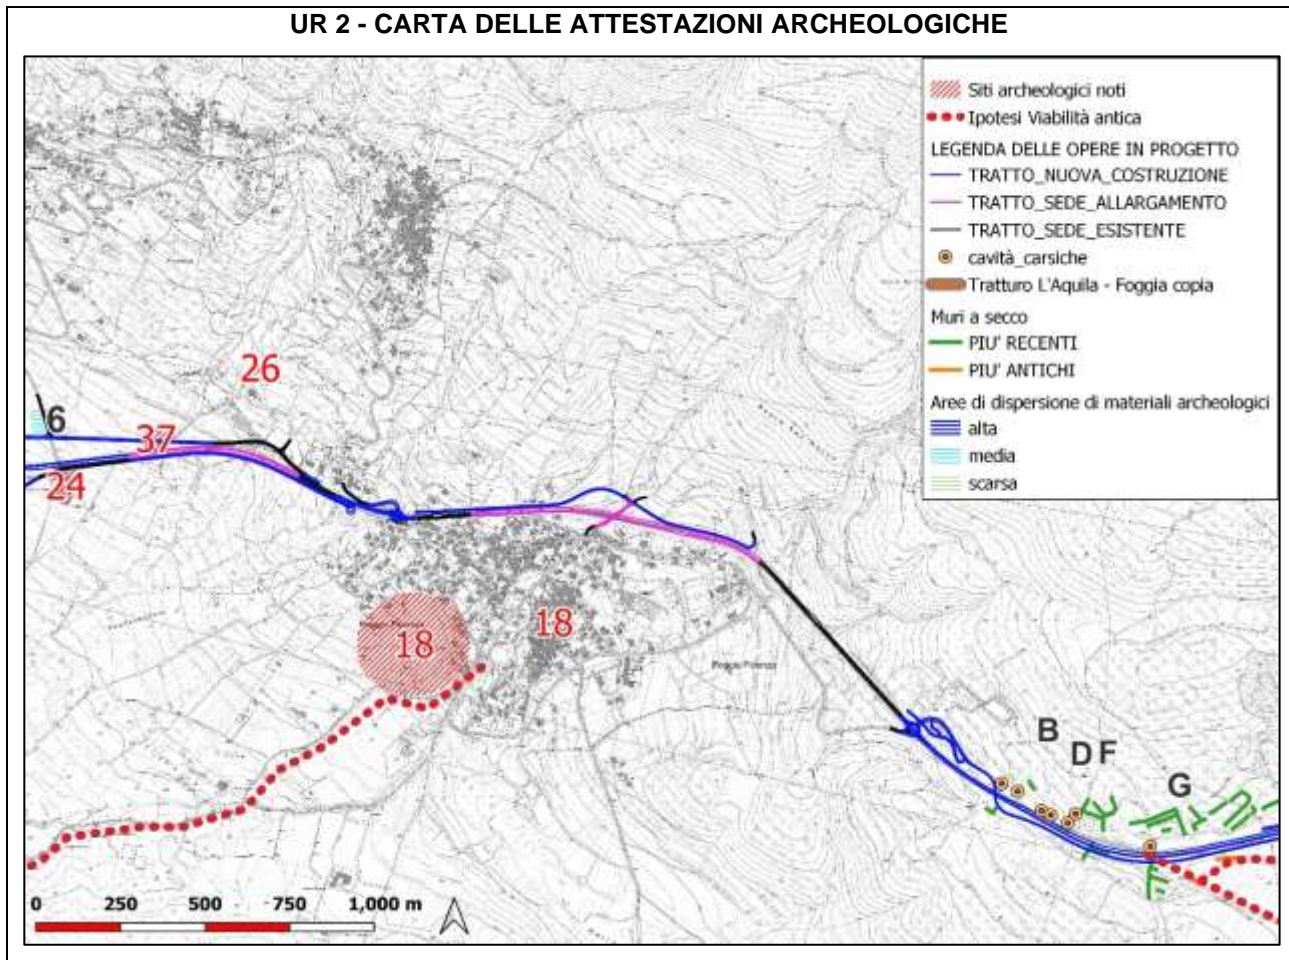 UR 2 - CARTA DELLE ATTESTAZIONI ARCHEOLOGICHE
Siti archeologici noti
Ipotesi Viabilità antica
LEGENDA DELLE OPERE IN PROGETTO
TRATTO_NUOVA_COSTRUZIONE
TRATTO_SEDE_ALLARGAMENTO
TRATTO_SEDE_ESISTENTE
cavità_carsiche
Tratturo L'Aquila - Foggia copia
Muri a secco
PIU' RECENTI
PIU' ANTICHI
Aree di dispersione di materiali archeologici
alta
media
scarsa
26
6
37
24
18
18
Poggio Picenze
B
D F
G
0 250 500 750 1,000 m